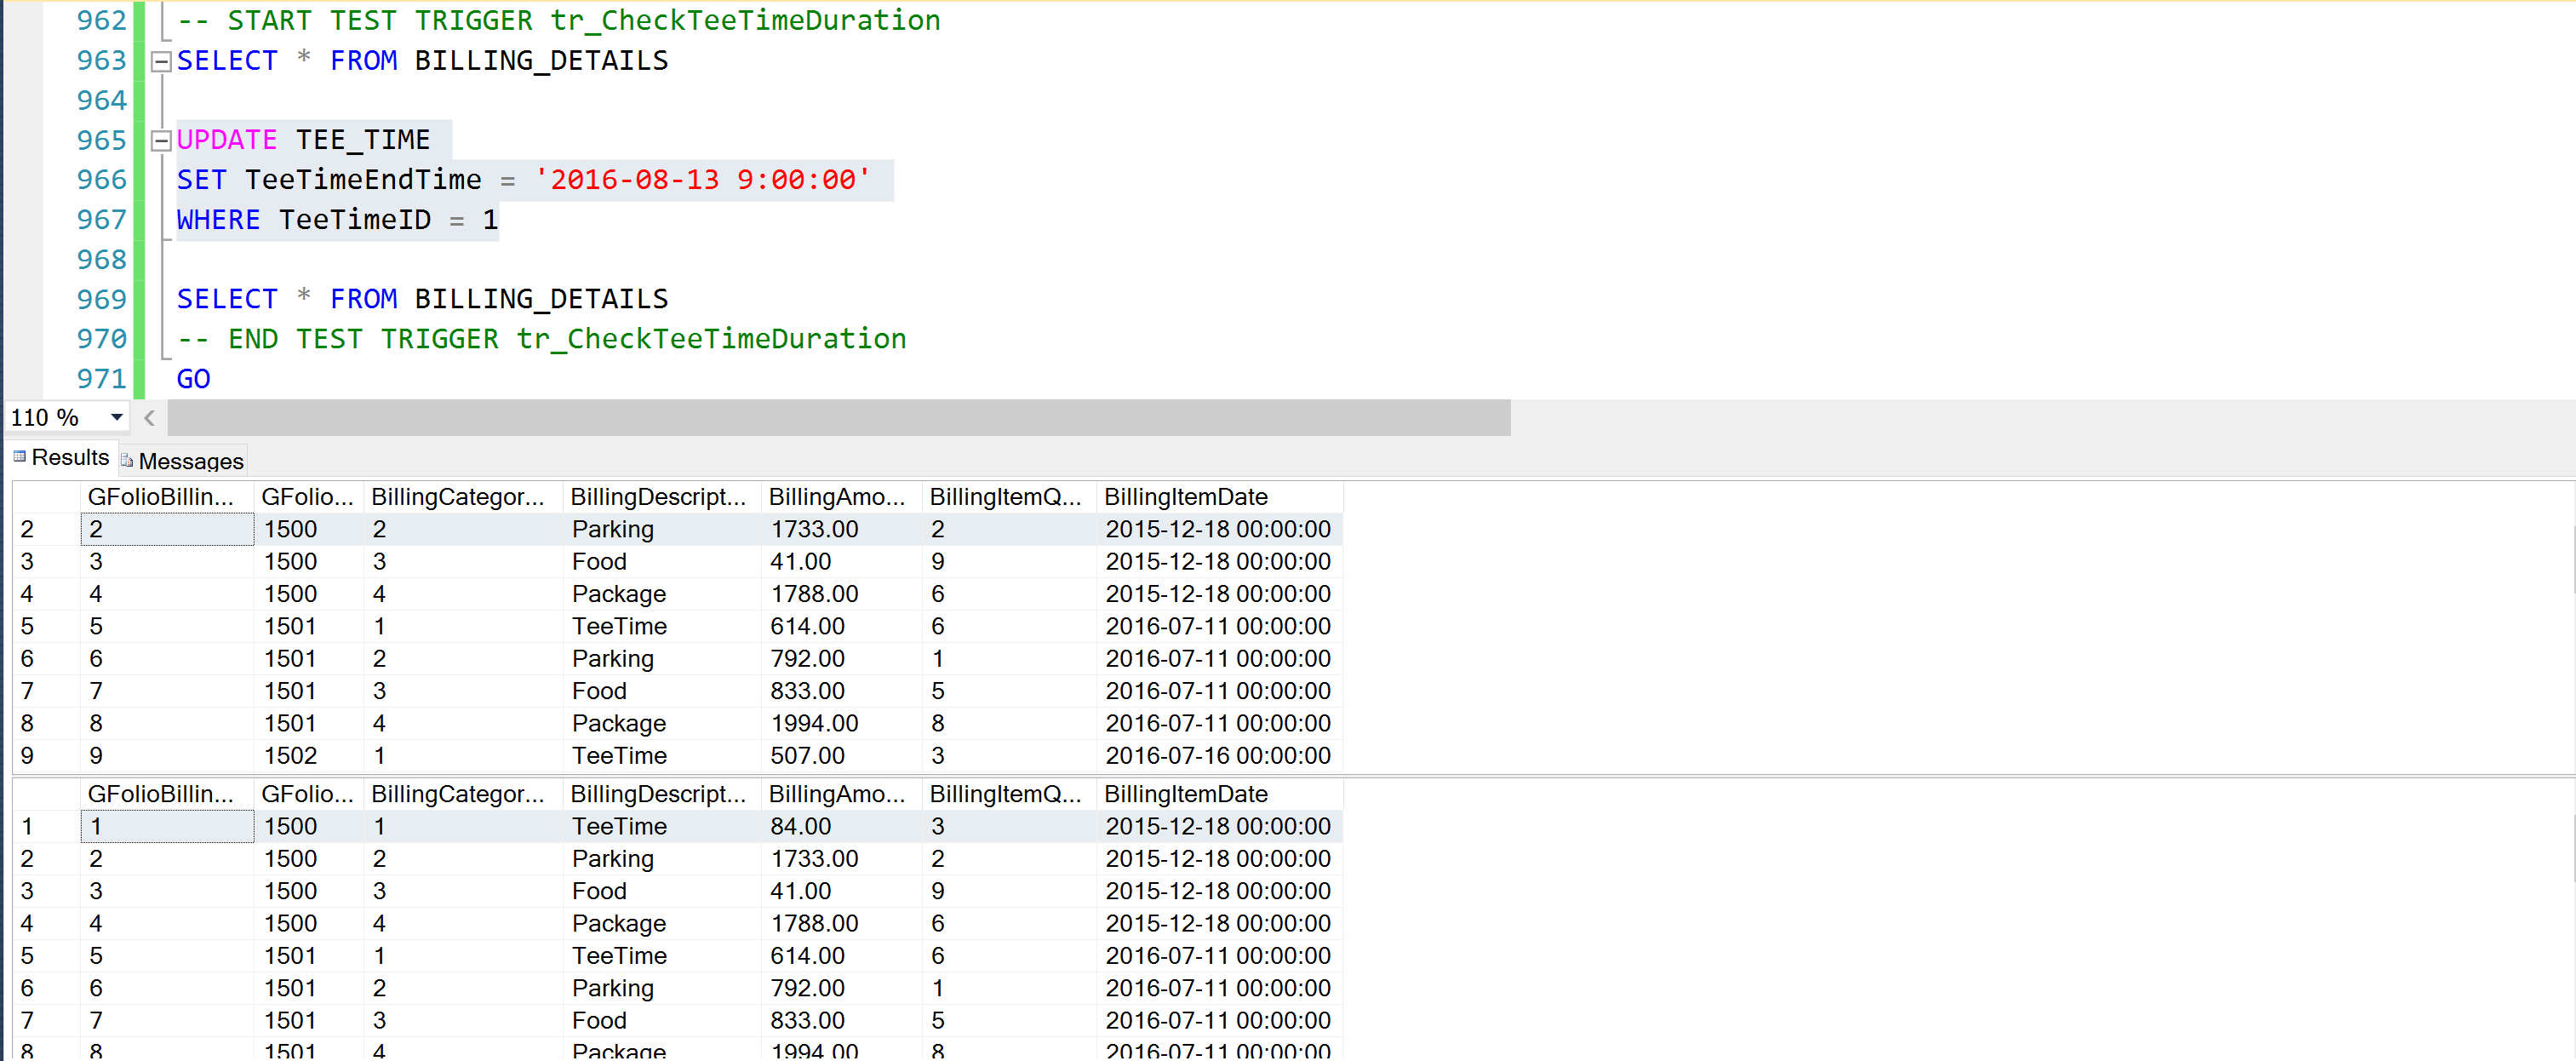 962 -- START TEST TRIGGER tr_CheckTeeTimeDuration
963 SELECT * FROM BILLING_DETAILS
964
965 UPDATE TEE_TIME
966 SET TeeTimeEndTime = '2016-08-13 9:00:00'
967 WHERE TeeTimeID = 1
968
969 SELECT * FROM BILLING_DETAILS
970 -- END TEST TRIGGER tr_CheckTeeTimeDuration
971 GO
110 %
Results Messages
GFolioBillin... GFolio... BillingCategor... BillingDescript... BillingAmo... BillingItemQ... BillingItemDate
2 2 1500 2 Parking 1733.00 2 2015-12-18 00:00:00
3 3 1500 3 Food 41.00 9 2015-12-18 00:00:00
4 4 1500 4 Package 1788.00 6 2015-12-18 00:00:00
5 5 1501 1 TeeTime 614.00 6 2016-07-11 00:00:00
6 6 1501 2 Parking 792.00 1 2016-07-11 00:00:00
7 7 1501 3 Food 833.00 5 2016-07-11 00:00:00
8 8 1501 4 Package 1994.00 8 2016-07-11 00:00:00
9 9 1502 1 TeeTime 507.00 3 2016-07-16 00:00:00
GFolioBillin... GFolio... BillingCategor... BillingDescript... BillingAmo... BillingItemQ... BillingItemDate
1 1 1500 1 TeeTime 84.00 3 2015-12-18 00:00:00
2 2 1500 2 Parking 1733.00 2 2015-12-18 00:00:00
3 3 1500 3 Food 41.00 9 2015-12-18 00:00:00
4 4 1500 4 Package 1788.00 6 2015-12-18 00:00:00
5 5 1501 1 TeeTime 614.00 6 2016-07-11 00:00:00
6 6 1501 2 Parking 792.00 1 2016-07-11 00:00:00
7 7 1501 3 Food 833.00 5 2016-07-11 00:00:00
8 8 1501 4 Package 1994.00 8 2016-07-11 00:00:00